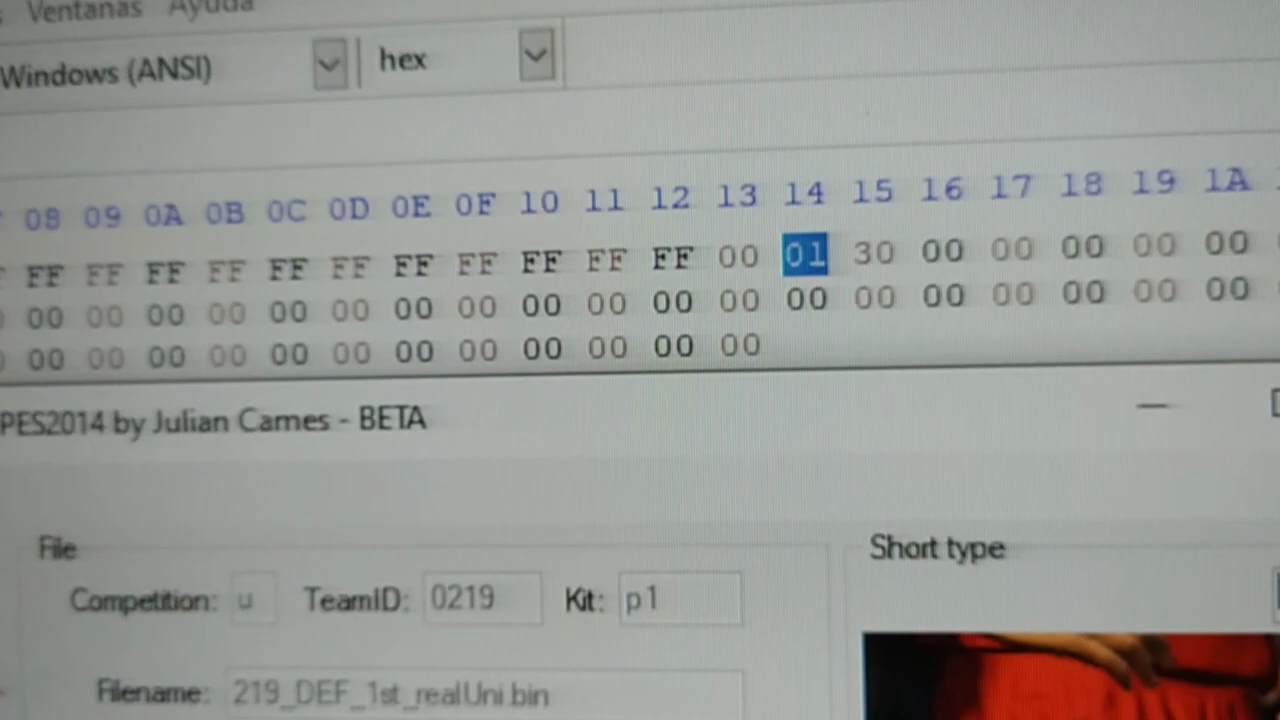 Ventanas Ayuda
Windows (ANSI) hex
08 09 0A 0B 0C 0D 0E 0F 10 11 12 13 14 15 16 17 18 19 1A
FF FF FF FF FF FF FF FF FF FF FF 00 01 30 00 00 00 00 00
00 00 00 00 00 00 00 00 00 00 00 00 00 00 00 00 00 00 00
00 00 00 00 00 00 00 00 00 00 00 00
PES2014 by Julian Cames - BETA
File Short type
Competition: u TeamID: 0219 Kit: p1
Filename: 219_DEF_1st_realUni.bin